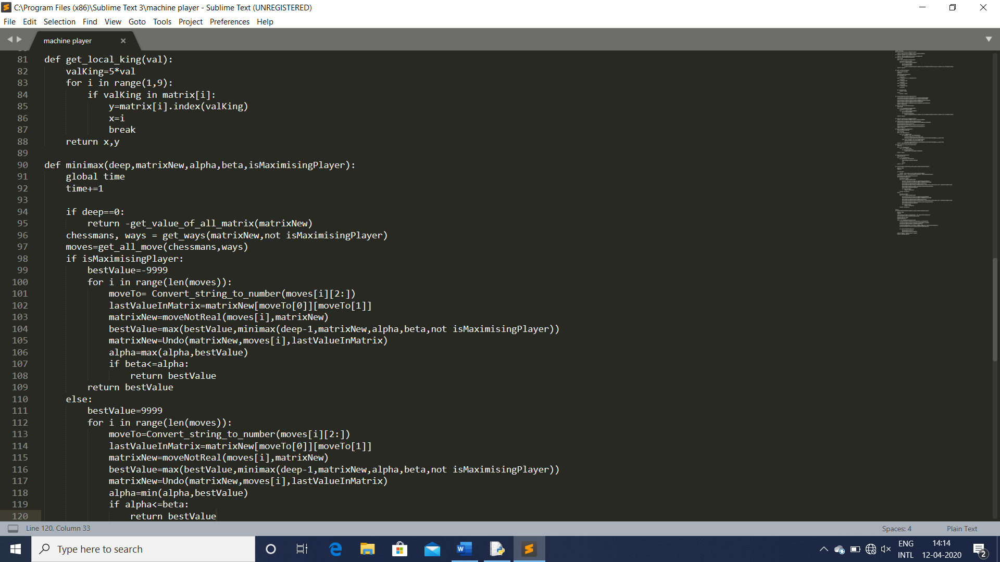 C:\Program Files (x86)\Sublime Text 3\machine player - Sublime Text (UNREGISTERED)
File Edit Selection Find View Goto Tools Project Preferences Help
machine player
81 def get_local_king(val):
82     valKing=5*val
83     for i in range(1,9):
84         if valKing in matrix[i]:
85             y=matrix[i].index(valKing)
86             x=i
87             break
88     return x,y
89
90 def minimax(deep,matrixNew,alpha,beta,isMaximisingPlayer):
91     global time
92     time+=1
93
94     if deep==0:
95         return -get_value_of_all_matrix(matrixNew)
96     chessmans, ways = get_ways(matrixNew,not isMaximisingPlayer)
97     moves=get_all_move(chessmans,ways)
98     if isMaximisingPlayer:
99         bestValue=-9999
100         for i in range(len(moves)):
101             moveTo= Convert_string_to_number(moves[i][2:])
102             lastValueInMatrix=matrixNew[moveTo[0]][moveTo[1]]
103             matrixNew=moveNotReal(moves[i],matrixNew)
104             bestValue=max(bestValue,minimax(deep-1,matrixNew,alpha,beta,not isMaximisingPlayer))
105             matrixNew=Undo(matrixNew,moves[i],lastValueInMatrix)
106             alpha=max(alpha,bestValue)
107             if beta<=alpha:
108                 return bestValue
109         return bestValue
110     else:
111         bestValue=9999
112         for i in range(len(moves)):
113             moveTo=Convert_string_to_number(moves[i][2:])
114             lastValueInMatrix=matrixNew[moveTo[0]][moveTo[1]]
115             matrixNew=moveNotReal(moves[i],matrixNew)
116             bestValue=max(bestValue,minimax(deep-1,matrixNew,alpha,beta,not isMaximisingPlayer))
117             matrixNew=Undo(matrixNew,moves[i],lastValueInMatrix)
118             alpha=min(alpha,bestValue)
119             if alpha<=beta:
120                 return bestValue
Line 120, Column 33
Spaces: 4
Plain Text
Type here to search
ENG
INTL
14:14
12-04-2020
2